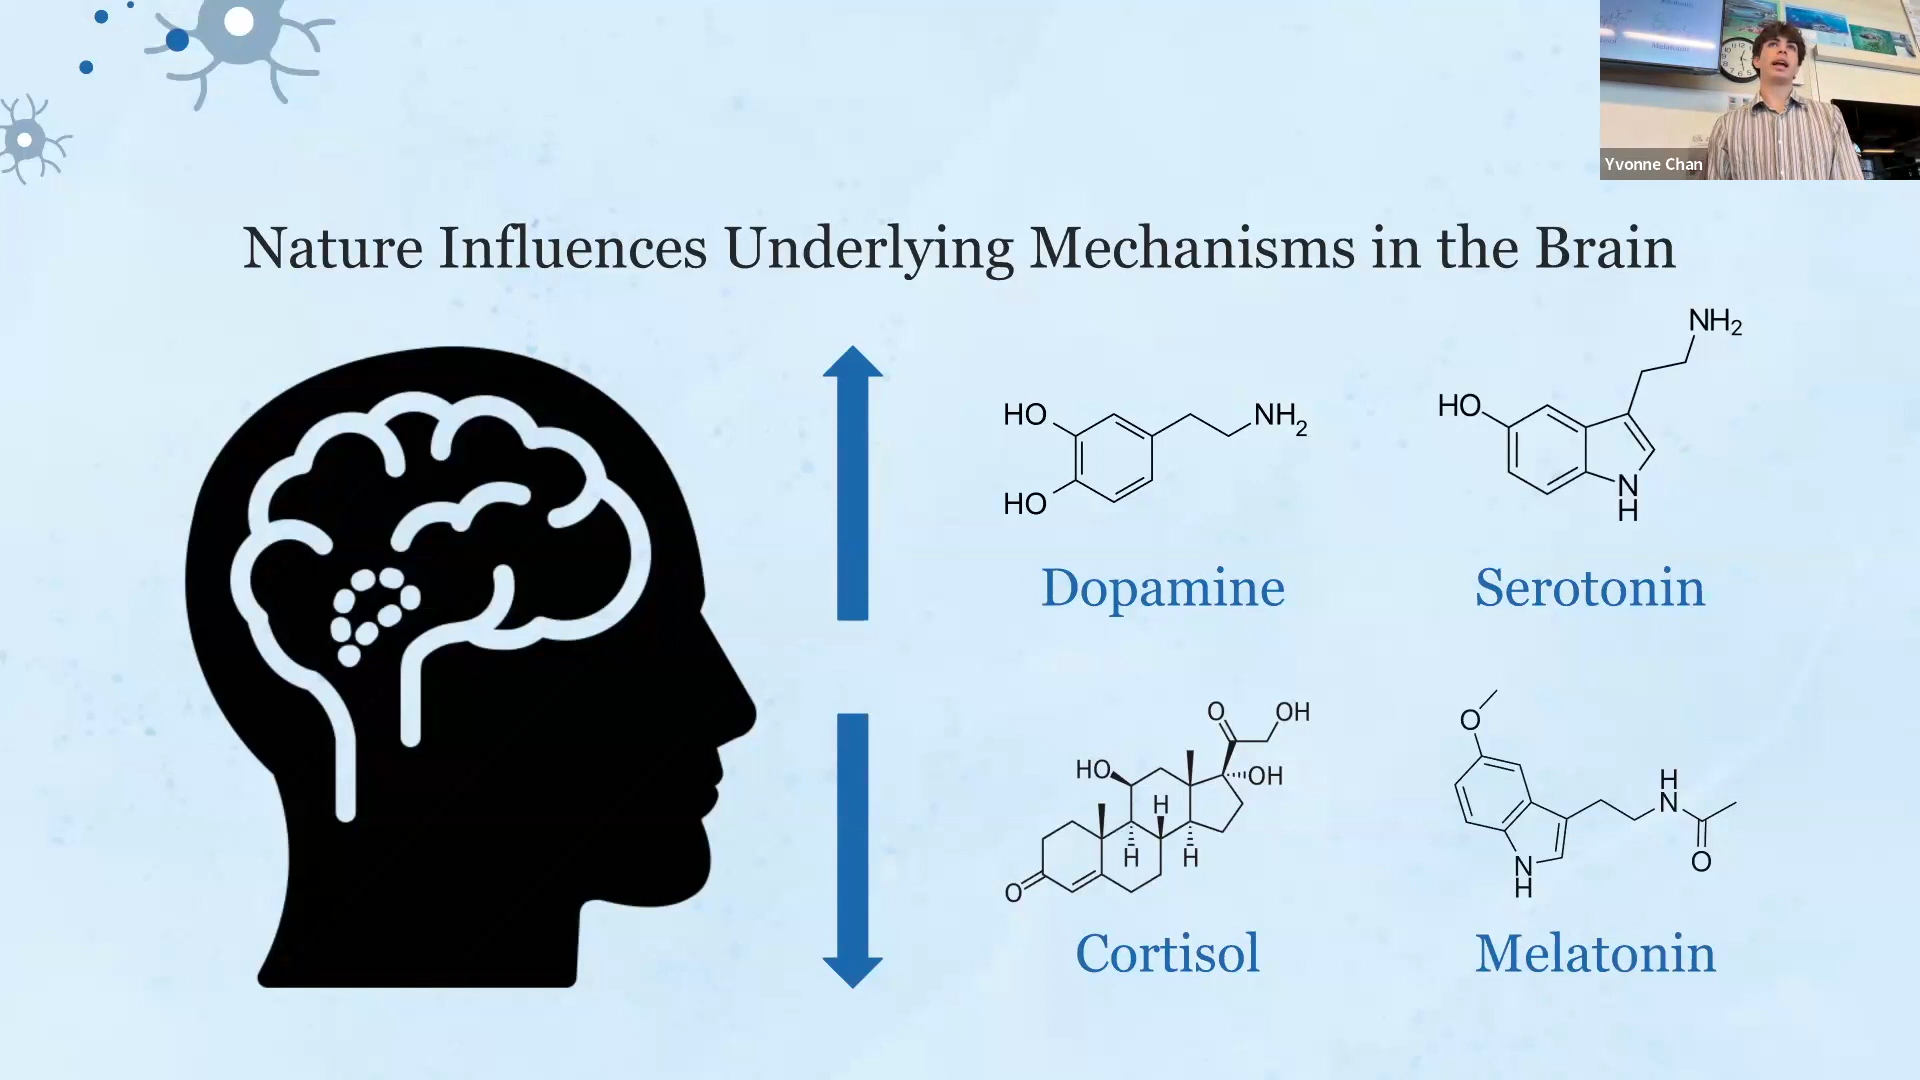 Yvonne Chan
Nature Influences Underlying Mechanisms in the Brain
HO
HO
NH2
Dopamine
HO
NH2
N
H
Serotonin
O
OH
HO
OH
H
H
H
O
Cortisol
O
H
N
O
N
H
Melatonin